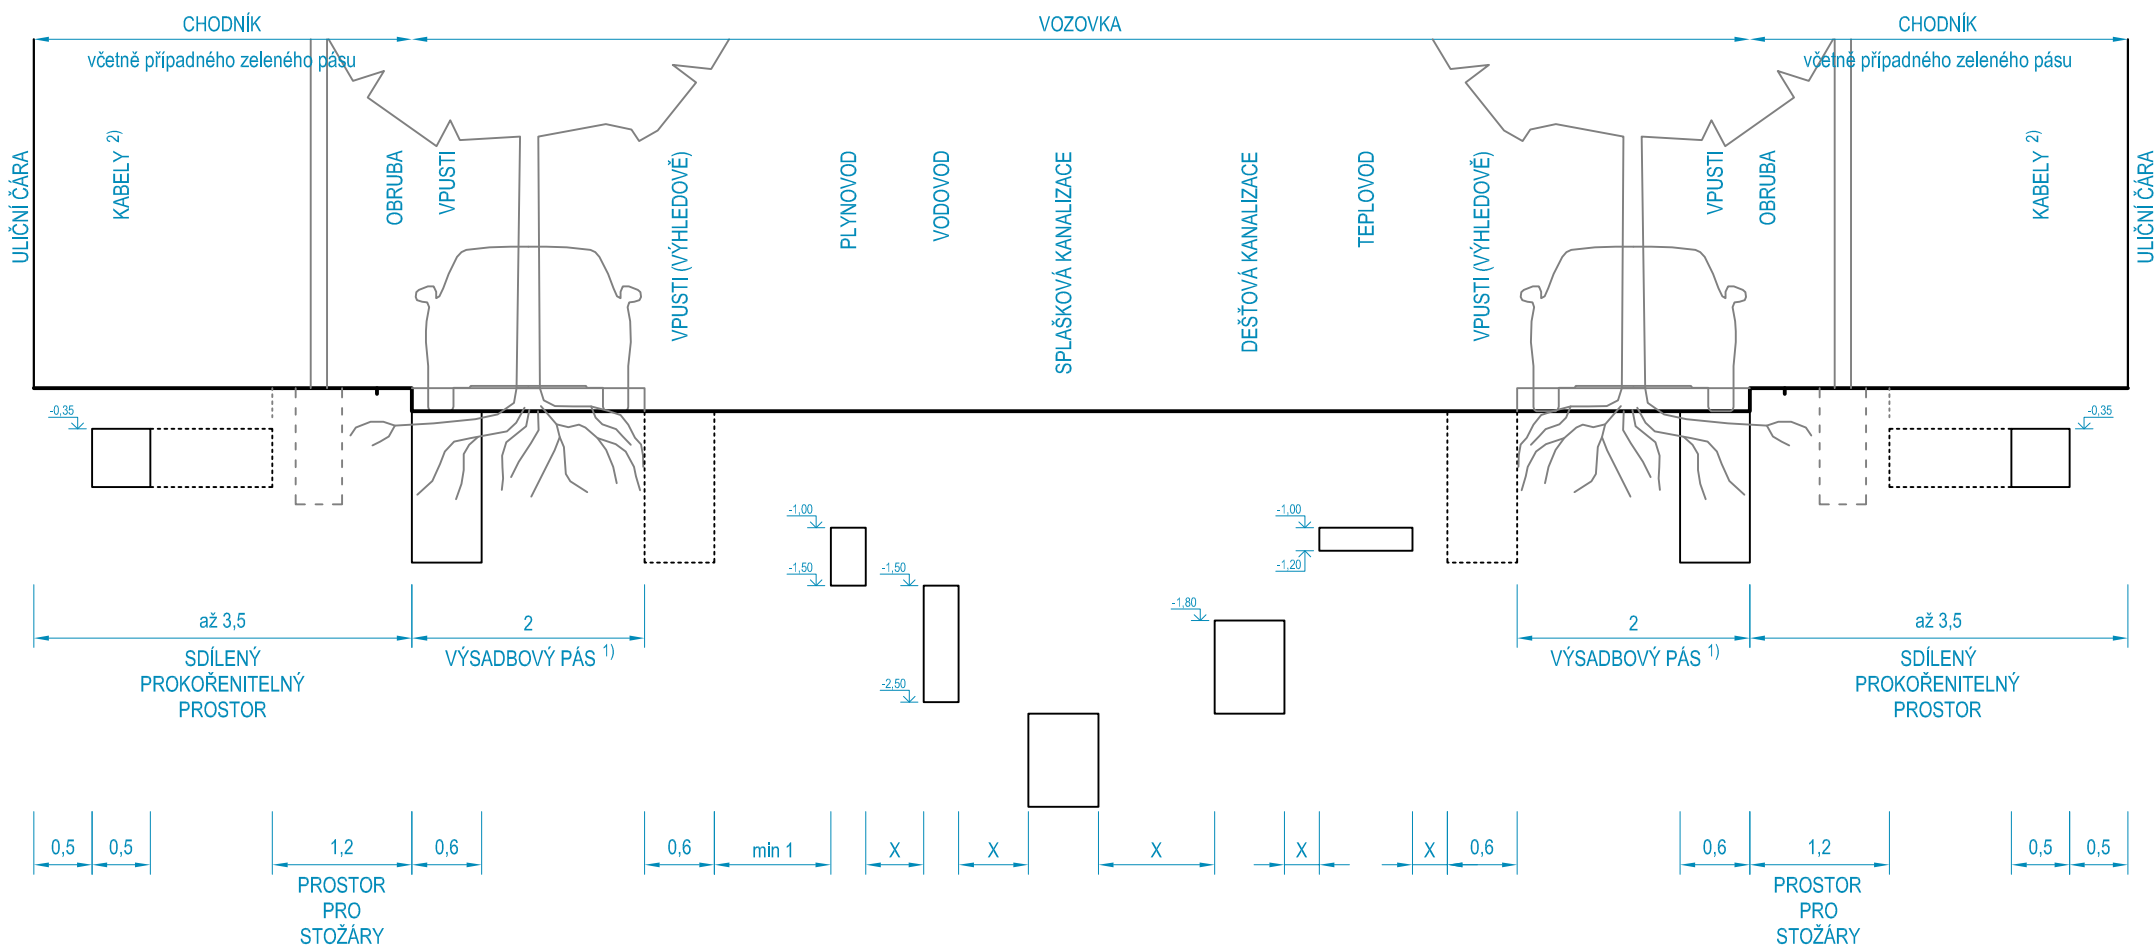 CHODNÍK
VOZOVKA
CHODNÍK
včetně případného zeleného pásu
včetně případného zeleného pásu
ULIČNÍ ČÁRA
KABELY 2)
OBRUBA
VPUSTI
VPUSTI (VÝHLEDOVĚ)
PLYNOVOD
VODOVOD
SPLAŠKOVÁ KANALIZACE
DEŠŤOVÁ KANALIZACE
TEPLOVOD
VPUSTI (VÝHLEDOVĚ)
VPUSTI
OBRUBA
KABELY 2)
ULIČNÍ ČÁRA
-0,35
-0,35
-1,00
-1,00
-1,50
-1,50
-1,20
-1,80
-2,50
až 3,5
2
2
až 3,5
SDÍLENÝ
PROKOŘENITELNÝ
PROSTOR
VÝSADBOVÝ PÁS 1)
VÝSADBOVÝ PÁS 1)
SDÍLENÝ
PROKOŘENITELNÝ
PROSTOR
0,5
0,5
1,2
0,6
0,6
min 1
X
X
X
X
X
0,6
0,6
1,2
0,5
0,5
PROSTOR
PRO
STOŽÁRY
PROSTOR
PRO
STOŽÁRY